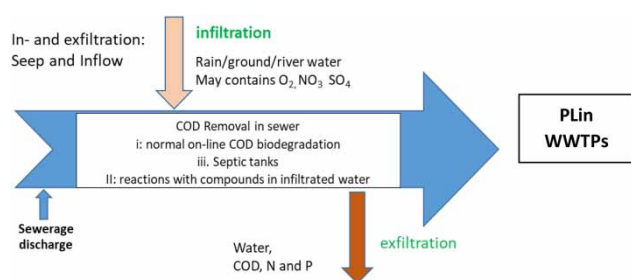 In- and exfiltration:
Seep and Inflow
infiltration
Rain/ground/river water
May contains O2, NO3 SO4
COD Removal in sewer
i: normal on-line COD biodegradation
iii. Septic tanks
II: reactions with compounds in infiltrated water
PLin
WWTPs
Sewerage
discharge
Water,
COD, N and P
exfiltration